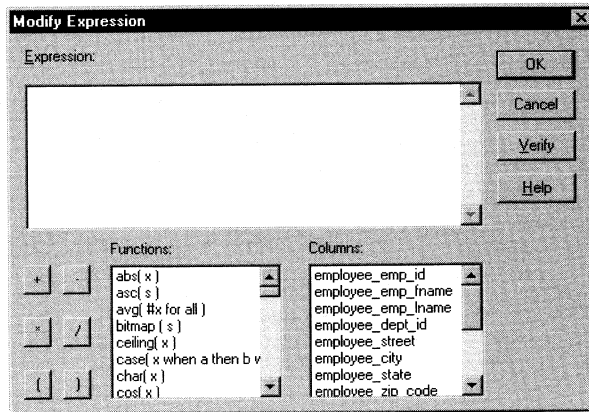 Modify Expression
Expression:
OK
Cancel
Verify
Help
Functions:
Columns:
+ -
* /
( )
abs( x )
asc( s )
avg( #x for all )
bitmap ( s )
ceiling( x )
case( x when a then b w
char( x )
cos( x )
employee_emp_id
employee_emp_fname
employee_emp_lname
employee_dept_id
employee_street
employee_city
employee_state
employee_zip_code